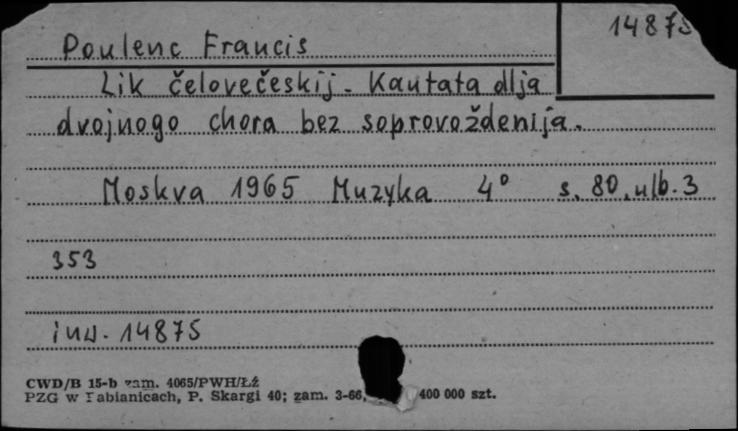 14875
Poulenc Francis
Lik čelovečeskij. Kantata dlja
dvojnogo chora bez soprovoždenija.
Moskva 1965 Muzyka 4° s. 80, nlb. 3
353
inw. 14875
CWD/B 15-b zam. 4065/PWH/Łź
PZG w Pabianicach, P. Skargi 40; zam. 3-66, 400 000 szt.